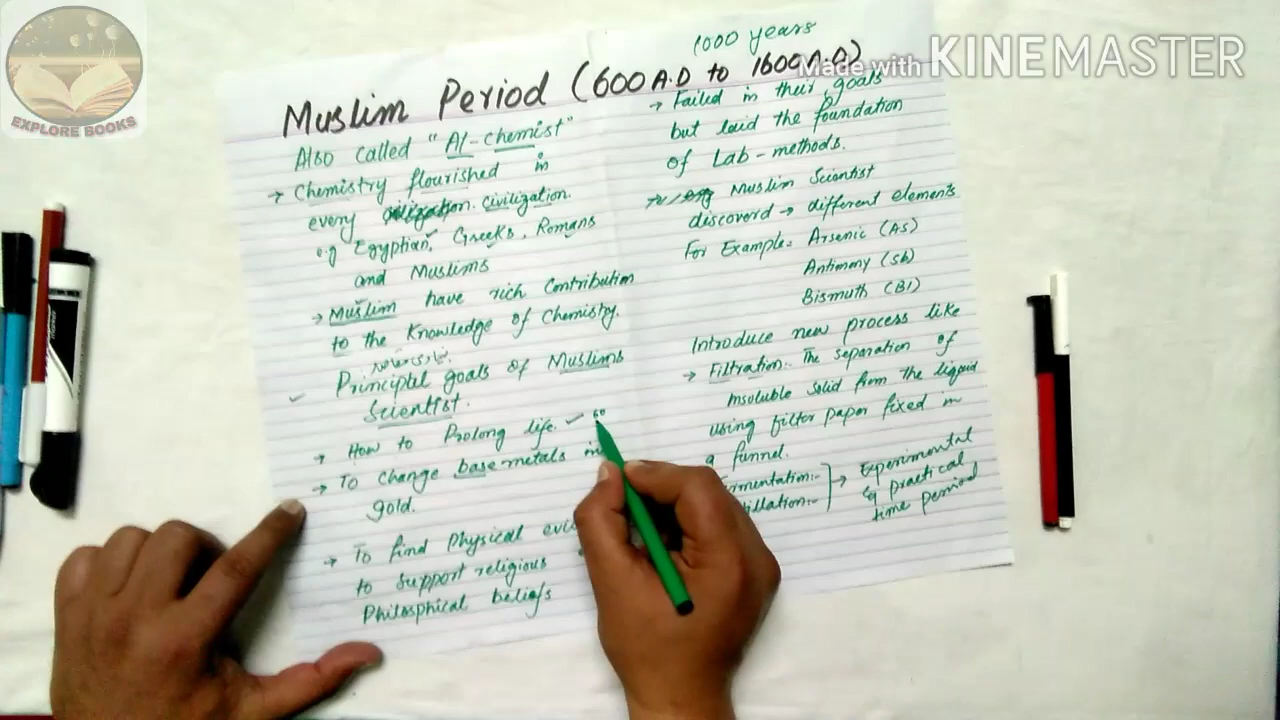 EXPLORE BOOKS
Made with KINEMASTER
1000 years
Muslim Period (600 A.D to 1600 A.D)
Also called "Al-Chemist"
→ Chemistry flourished in
every civilization.
e.g Egyptian, Greeks, Romans
and Muslims
→ Muslim have rich Contribution
to the Knowledge of Chemistry.
Principlel goals of Muslims
Scientist.
→ How to Prolong life. 60
→ To change base metals in
gold.
→ To find Physical
to support religious
Philosphical beliefs
→ Failed in their goals
but laid the foundation
of Lab-methods.
Muslim Scientist
discoverd → different elements
For Example: Arsenic (AS)
Antimony (Sb)
Bismuth (BI)
Introduce new process like
→ Filtration:- The separation of
insoluble solid from the liquid
using filter paper fixed in
a funnel.
rmentation:-
illation:-
→ Experimental
& practical
time period